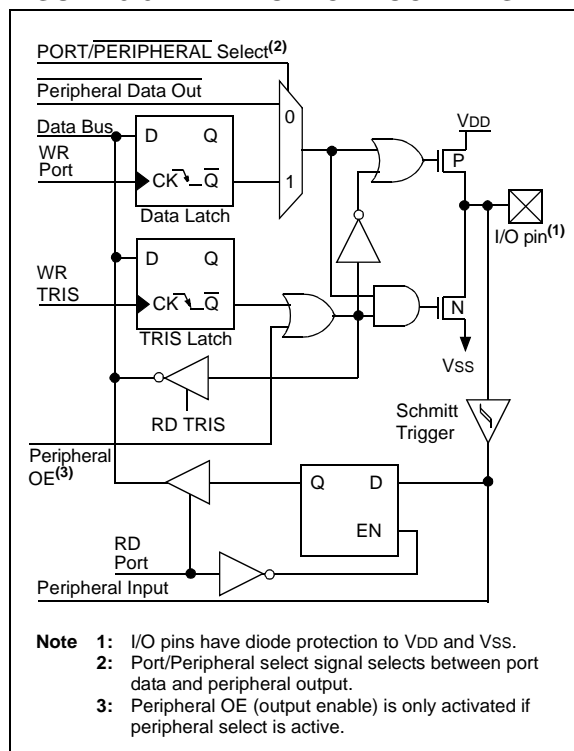 PORT/PERIPHERAL Select(2)
Peripheral Data Out
Data Bus
WR
Port
D Q
CK Q
Data Latch
0
1
VDD
P
I/O pin(1)
WR
TRIS
D Q
CK Q
TRIS Latch
N
VSS
RD TRIS
Schmitt
Trigger
Peripheral
OE(3)
Q D
EN
RD
Port
Peripheral Input
Note 1: I/O pins have diode protection to VDD and VSS.
2: Port/Peripheral select signal selects between port
data and peripheral output.
3: Peripheral OE (output enable) is only activated if
peripheral select is active.